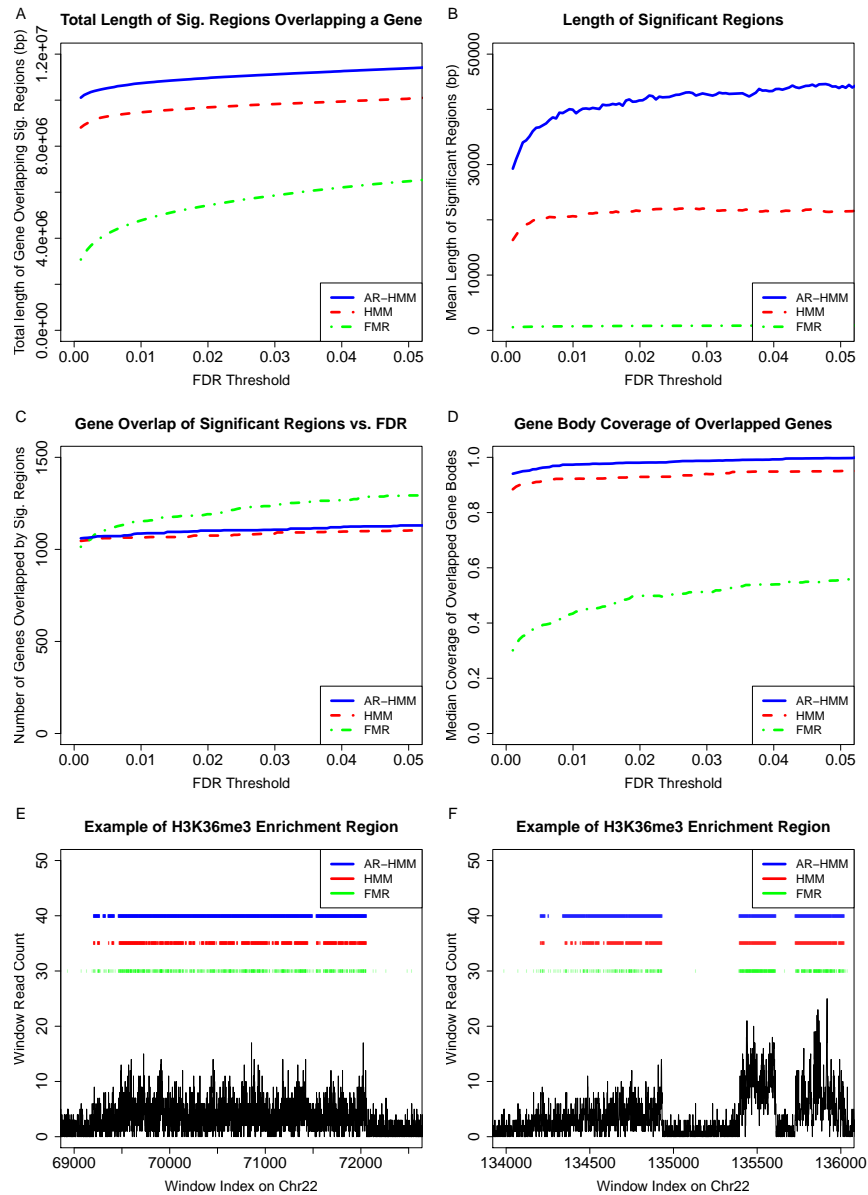 A
Total Length of Sig. Regions Overlapping a Gene
Total length of Gene Overlapping Sig. Regions (bp)
0.0e+00 4.0e+06 8.0e+06 1.2e+07
AR−HMM
HMM
FMR
0.00 0.01 0.02 0.03 0.04 0.05
FDR Threshold
B
Length of Significant Regions
Mean Length of Significant Regions (bp)
0 10000 30000 50000
AR−HMM
HMM
FMR
0.00 0.01 0.02 0.03 0.04 0.05
FDR Threshold
C
Gene Overlap of Significant Regions vs. FDR
Number of Genes Overlapped by Sig. Regions
0 500 1000 1500
AR−HMM
HMM
FMR
0.00 0.01 0.02 0.03 0.04 0.05
FDR Threshold
D
Gene Body Coverage of Overlapped Genes
Median Coverage of Overlapped Gene Bodies
0.0 0.2 0.4 0.6 0.8 1.0
AR−HMM
HMM
FMR
0.00 0.01 0.02 0.03 0.04 0.05
FDR Threshold
E
Example of H3K36me3 Enrichment Region
Window Read Count
0 10 20 30 40 50
AR−HMM
HMM
FMR
69000 70000 71000 72000
Window Index on Chr22
F
Example of H3K36me3 Enrichment Region
Window Read Count
0 10 20 30 40 50
AR−HMM
HMM
FMR
134000 134500 135000 135500 136000
Window Index on Chr22